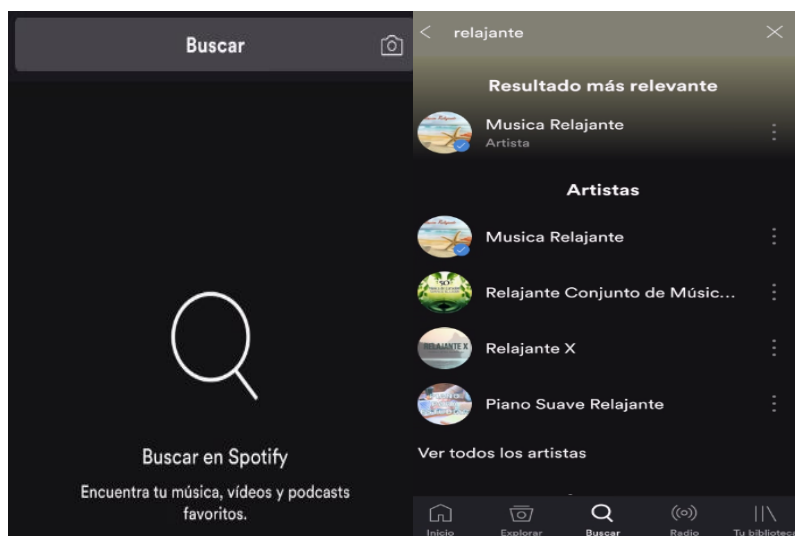 Buscar
Buscar en Spotify
Encuentra tu música, vídeos y podcasts
favoritos.
relajante
Resultado más relevante
Musica Relajante
Artista
Artistas
Musica Relajante
Relajante Conjunto de Músic...
RELAJANTE X
Relajante X
Piano Suave Relajante
Ver todos los artistas
Inicio
Explorar
Buscar
Radio
Tu biblioteca